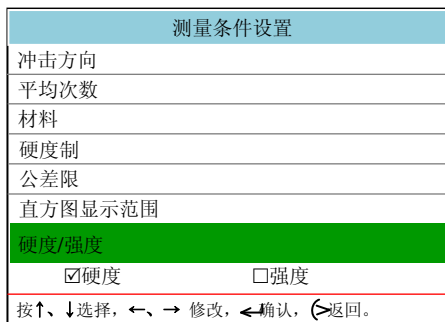 测量条件设置
冲击方向
平均次数
材料
硬度制
公差限
直方图显示范围
硬度/强度
☑硬度 ☐强度
按↑、↓选择，←、→ 修改，↵确认，返回。